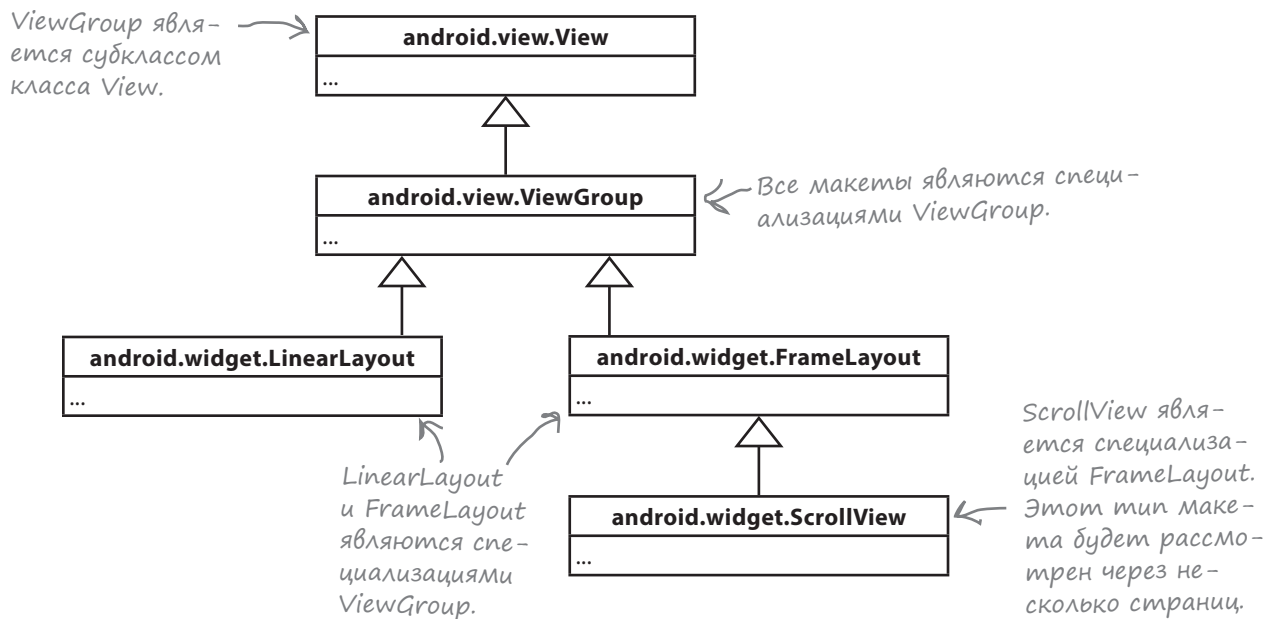 ViewGroup явля-
ется субклассом
класса View.
android.view.View
...
android.view.ViewGroup
...
Все макеты являются специ-
ализациями ViewGroup.
android.widget.LinearLayout
...
android.widget.FrameLayout
...
LinearLayout
и FrameLayout
являются спе-
циализациями
ViewGroup.
android.widget.ScrollView
...
ScrollView явля-
ется специализа-
цией FrameLayout.
Этот тип маке-
та будет рассмо-
трен через не-
сколько страниц.